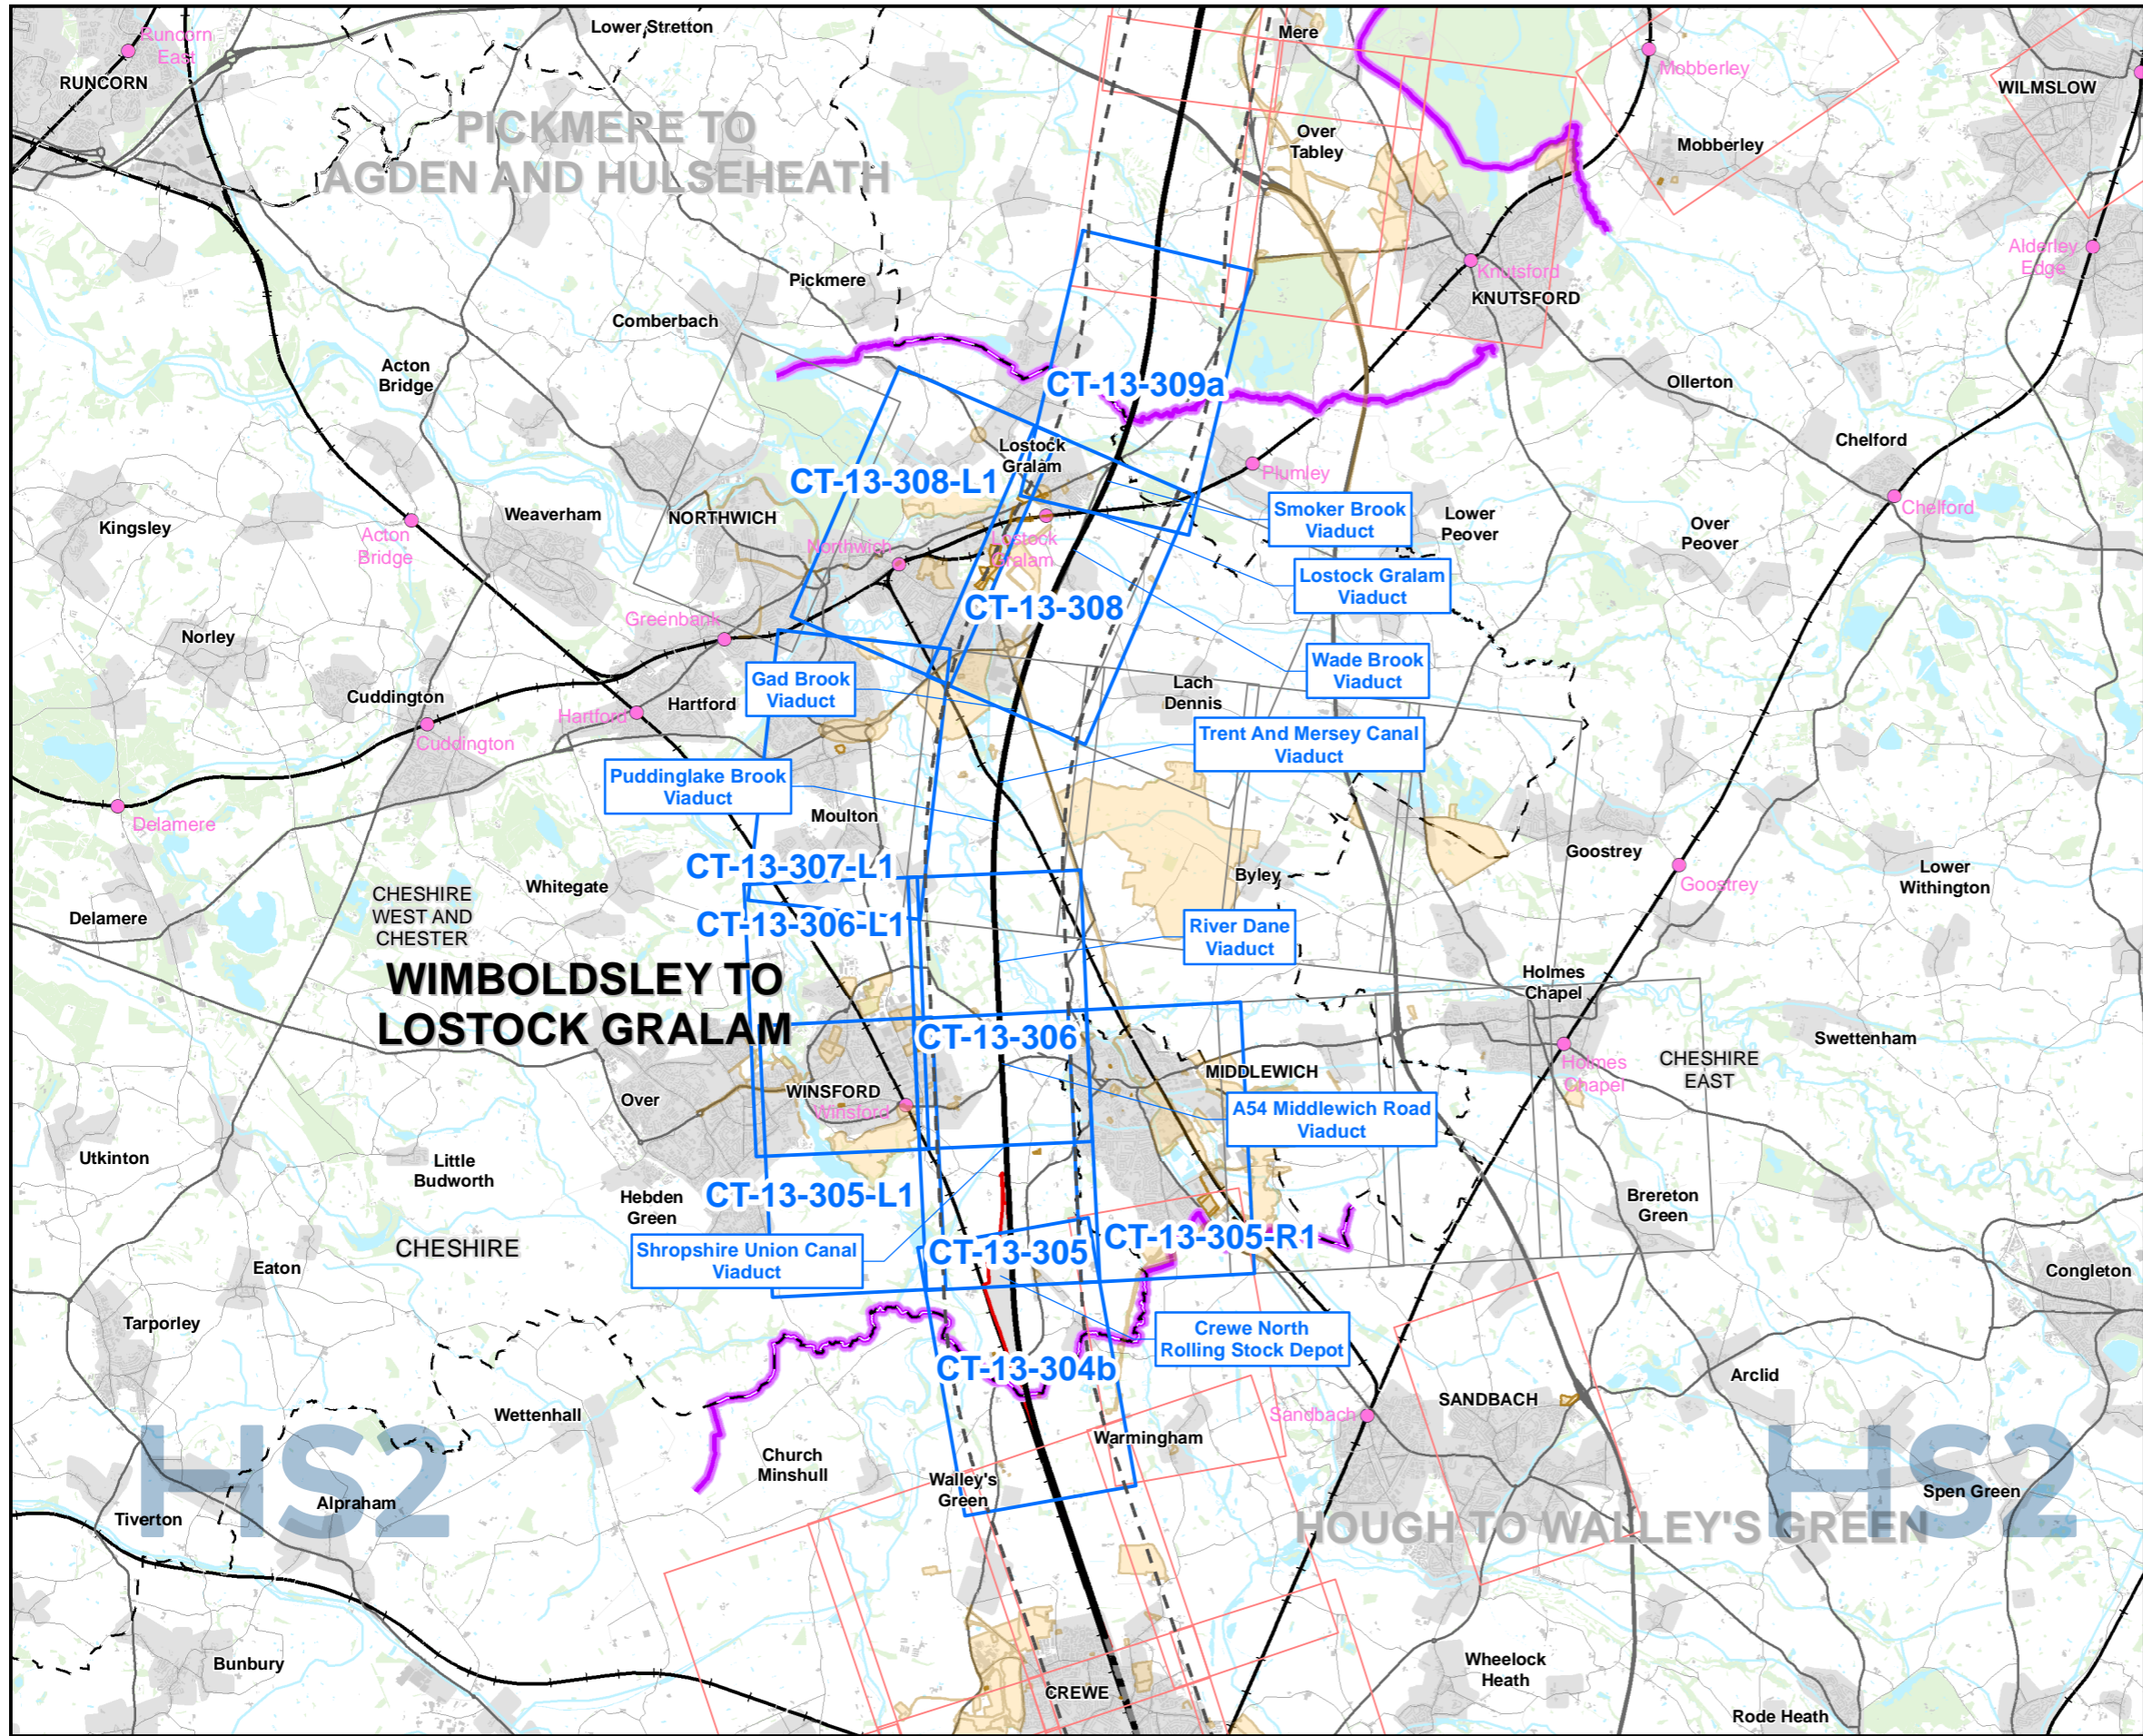 Runcorn
East
Lower Stretton
Mere
RUNCORN
Mobberley
WILMSLOW
PICKMERE TO
AGDEN AND HULSEHEATH
Over
Tabley
Mobberley
Alderley
Edge
Pickmere
Knutsford
KNUTSFORD
Comberbach
Acton
Bridge
CT-13-309a
Ollerton
Chelford
Lostock
Gralam
Plumley
CT-13-308-L1
Chelford
Kingsley
Weaverham
NORTHWICH
Smoker Brook
Viaduct
Lower
Peover
Over
Peover
Acton
Bridge
Northwich
Lostock
Gralam
Lostock Gralam
Viaduct
CT-13-308
Norley
Greenbank
Wade Brook
Viaduct
Gad Brook
Viaduct
Lach
Dennis
Cuddington
Hartford
Hartford
Cuddington
Trent And Mersey Canal
Viaduct
Puddinglake Brook
Viaduct
Delamere
Moulton
Goostrey
CT-13-307-L1
Byley
Goostrey
Lower
Withington
Whitegate
CHESHIRE
WEST AND
CHESTER
Delamere
CT-13-306-L1
River Dane
Viaduct
WIMBOLDSLEY TO
LOSTOCK GRALAM
Holmes
Chapel
CT-13-306
Swettenham
MIDDLEWICH
Holmes
Chapel
CHESHIRE
EAST
WINSFORD
Over
Winsford
A54 Middlewich Road
Viaduct
Utkinton
Little
Budworth
Hebden
Green
CT-13-305-L1
Brereton
Green
CHESHIRE
CT-13-305
CT-13-305-R1
Shropshire Union Canal
Viaduct
Eaton
Congleton
Tarporley
Crewe North
Rolling Stock Depot
CT-13-304b
Arclid
Wettenhall
SANDBACH
Sandbach
Warmingham
Church
Minshull
Walley's
Green
HS2
HS2
Alpraham
Spen Green
Tiverton
HOUGH TO WALLEY'S GREEN
Bunbury
Wheelock
Heath
CREWE
Rode Heath